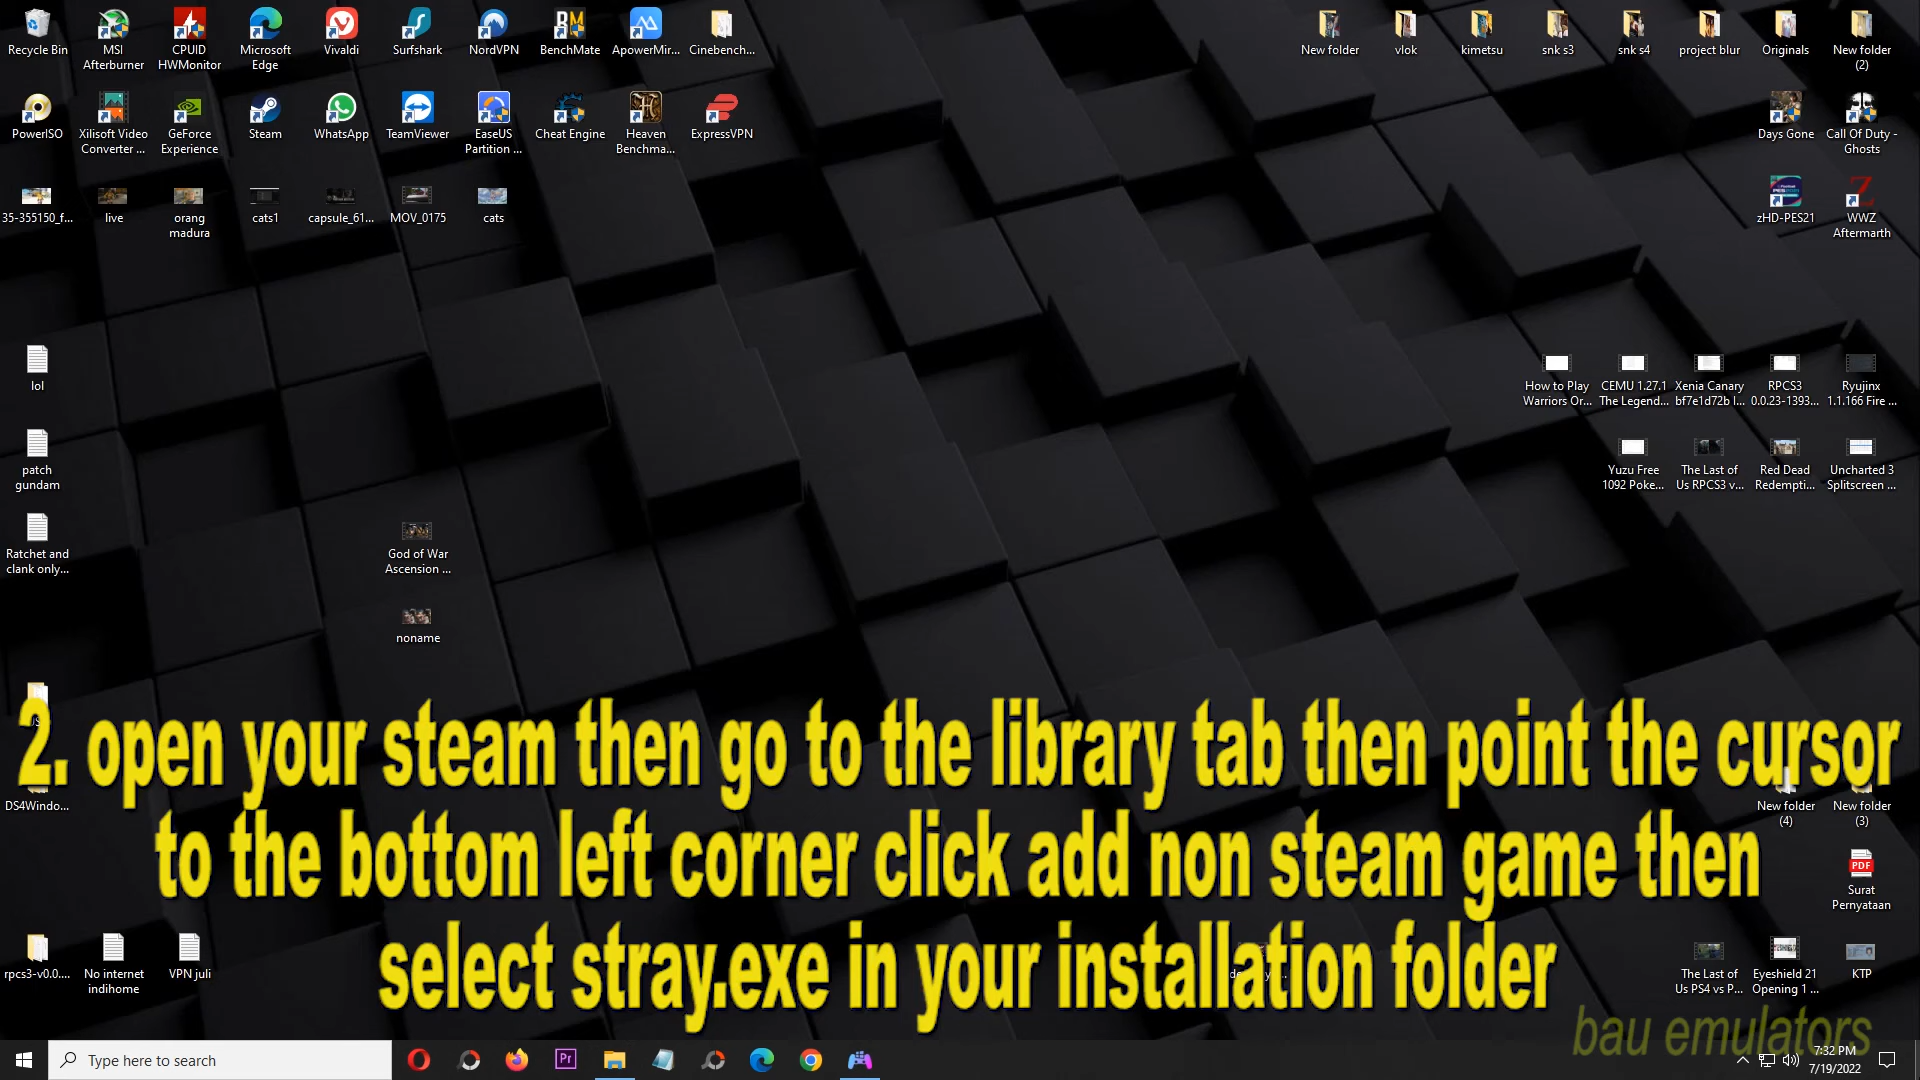 Recycle Bin
MSI
Afterburner
CPUID
HWMonitor
Microsoft
Edge
Vivaldi
Surfshark
NordVPN
BenchMate
ApowerMir...
Cinebench...
New folder
vlok
kimetsu
snk s3
snk s4
project blur
Originals
New folder
(2)
PowerISO
Xilisoft Video
Converter ...
GeForce
Experience
Steam
WhatsApp
TeamViewer
EaseUS
Partition ...
Cheat Engine
Heaven
Benchma...
ExpressVPN
Days Gone
Call Of Duty -
Ghosts
35-355150_f...
live
orang
madura
cats1
capsule_61...
MOV_0175
cats
zHD-PES21
WWZ
Aftermarth
lol
How to Play
Warriors Or...
CEMU 1.27.1
The Legend...
Xenia Canary
bf7e1d72b I...
RPCS3
0.0.23-1393...
Ryujinx
1.1.166 Fire ...
patch
gundam
Yuzu Free
1092 Poke...
The Last of
Us RPCS3 v...
Red Dead
Redempti...
Uncharted 3
Splitscreen ...
Ratchet and
clank only...
God of War
Ascension ...
noname
2. open your steam then go to the library tab then point the cursor
to the bottom left corner click add non steam game then
select stray.exe in your installation folder
DS4Windo...
New folder
(4)
New folder
(3)
PDF
Surat
Pernyataan
rpcs3-v0.0....
No internet
indihome
VPN juli
The Last of
Us PS4 vs P...
Eyeshield 21
Opening 1 ...
KTP
bau emulators
Type here to search
Pr
7:32 PM
7/19/2022